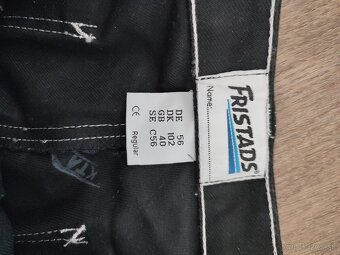 FRISTADS®
Name:
DE 56
DK 102
GB 40
SE C56
CE Regular